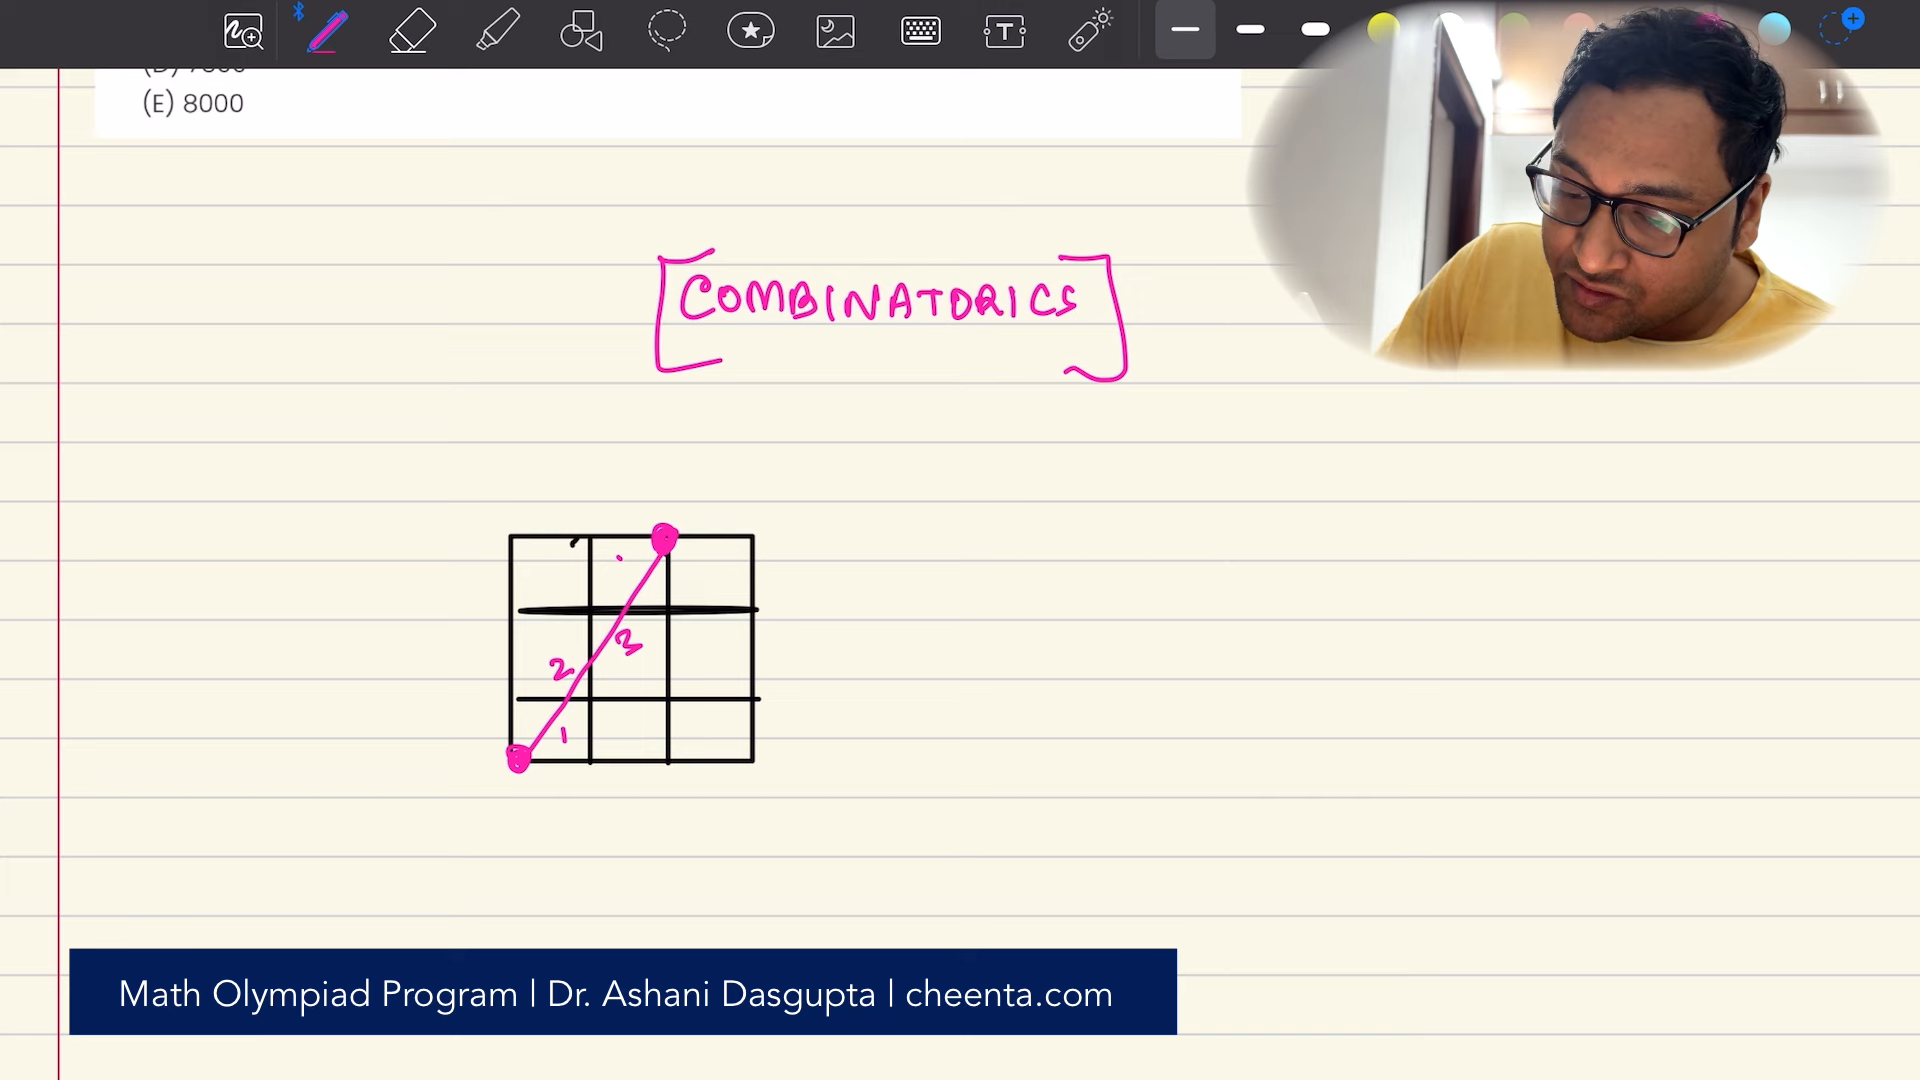 (E) 8000
[COMBINATORICS]
3
2
1
Math Olympiad Program | Dr. Ashani Dasgupta | cheenta.com